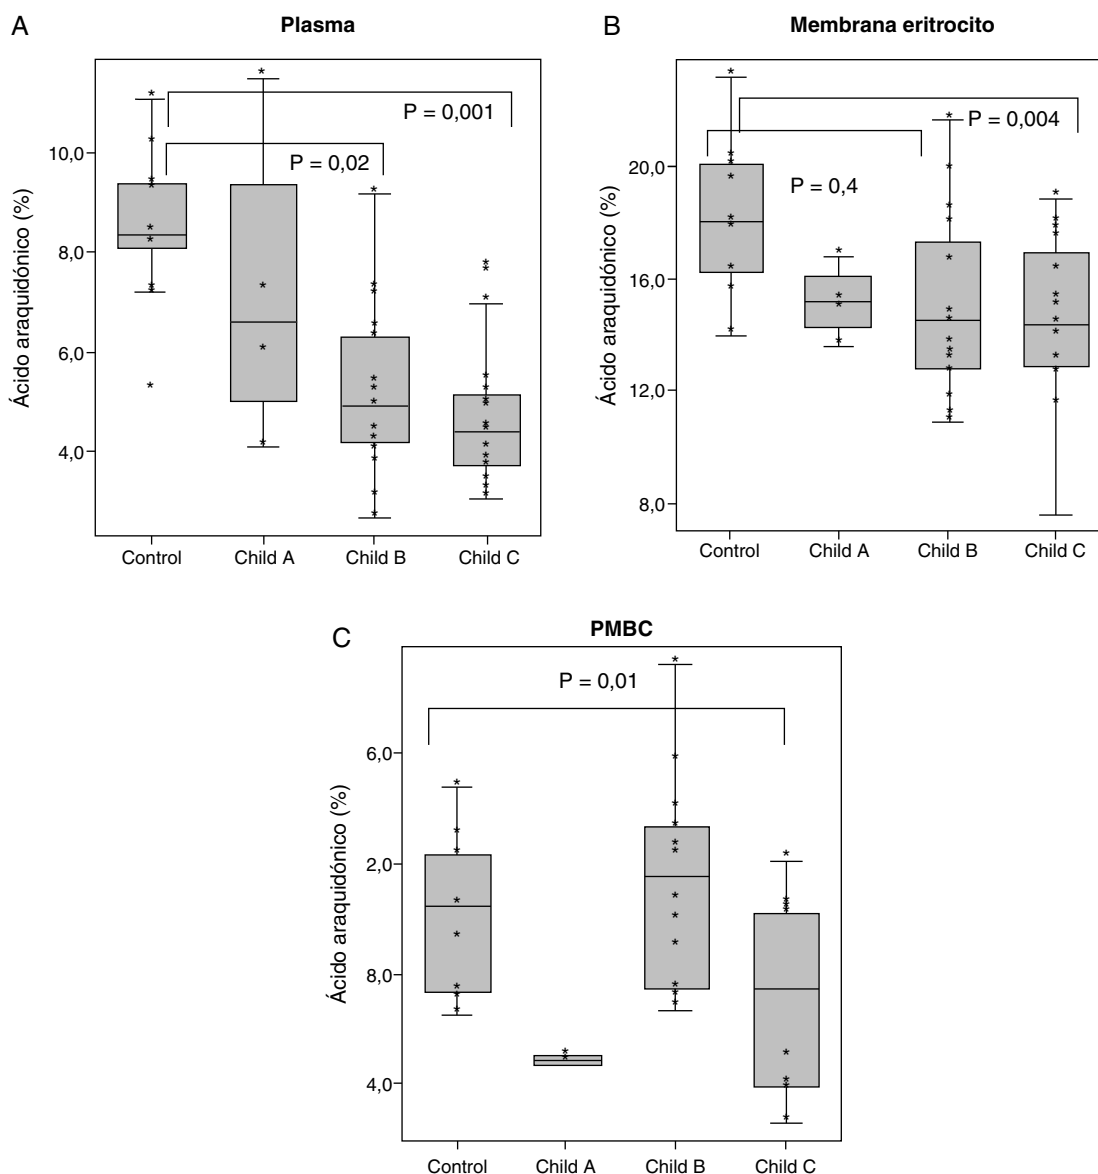 A
Plasma
Ácido araquidónico (%)
10,0
8,0
6,0
4,0
P = 0,001
P = 0,02
Control
Child A
Child B
Child C
B
Membrana eritrocito
Ácido araquidónico (%)
20,0
16,0
12,0
8,0
P = 0,004
P = 0,4
Control
Child A
Child B
Child C
C
PMBC
Ácido araquidónico (%)
6,0
2,0
8,0
4,0
P = 0,01
Control
Child A
Child B
Child C